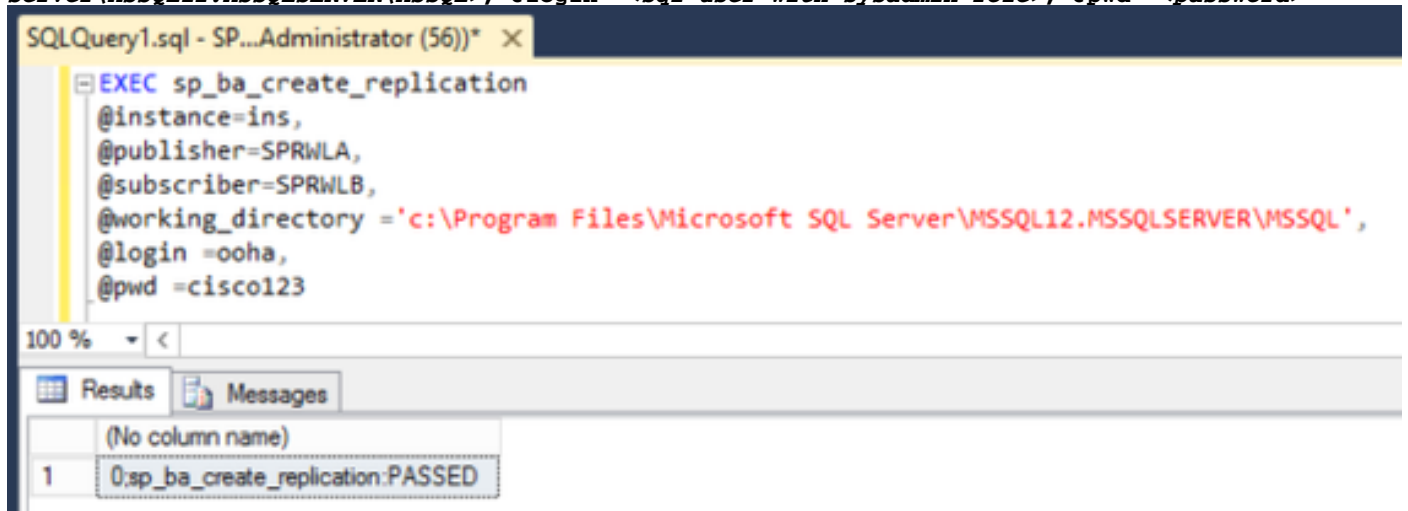 SQLQuery1.sql - SP...Administrator (56))* ×
EXEC sp_ba_create_replication
@instance=ins,
@publisher=SPRWLA,
@subscriber=SPRWLB,
@working_directory ='c:\Program Files\Microsoft SQL Server\MSSQL12.MSSQLSERVER\MSSQL',
@login =ooha,
@pwd =cisco123
100 %
Results Messages
(No column name)
1 0;sp_ba_create_replication:PASSED